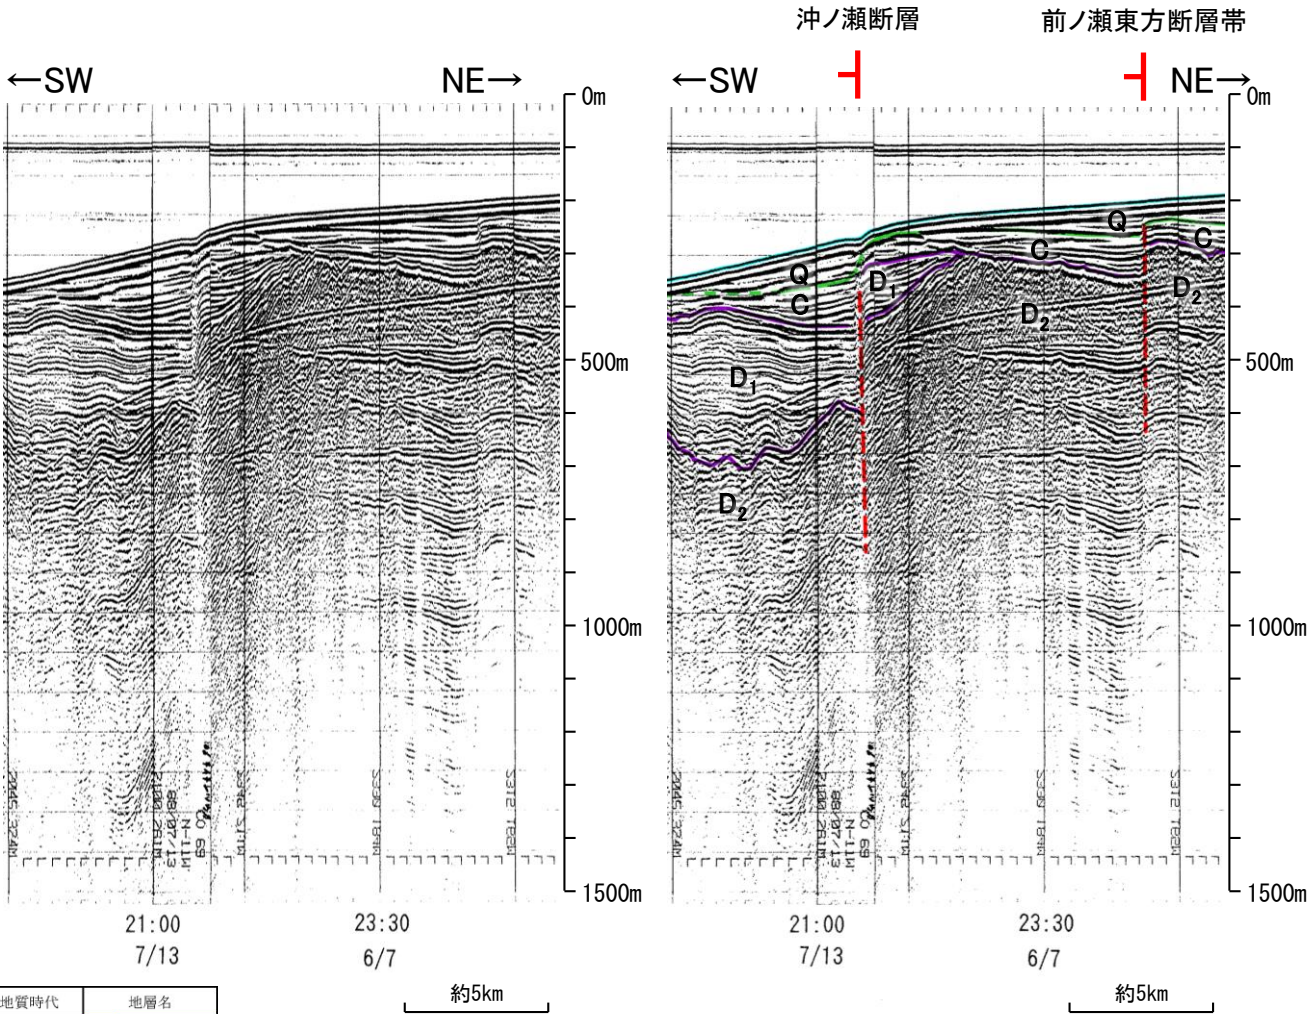 沖ノ瀬断層
前ノ瀬東方断層帯
←SW
NE→
0m
500m
1000m
1500m
21:00
7/13
23:30
6/7
約5km
地質時代
地層名
←SW
NE→
0m
Q
C
Q
C
C
D₁
D₂
D₂
D₁
D₂
500m
1000m
1500m
21:00
7/13
23:30
6/7
約5km